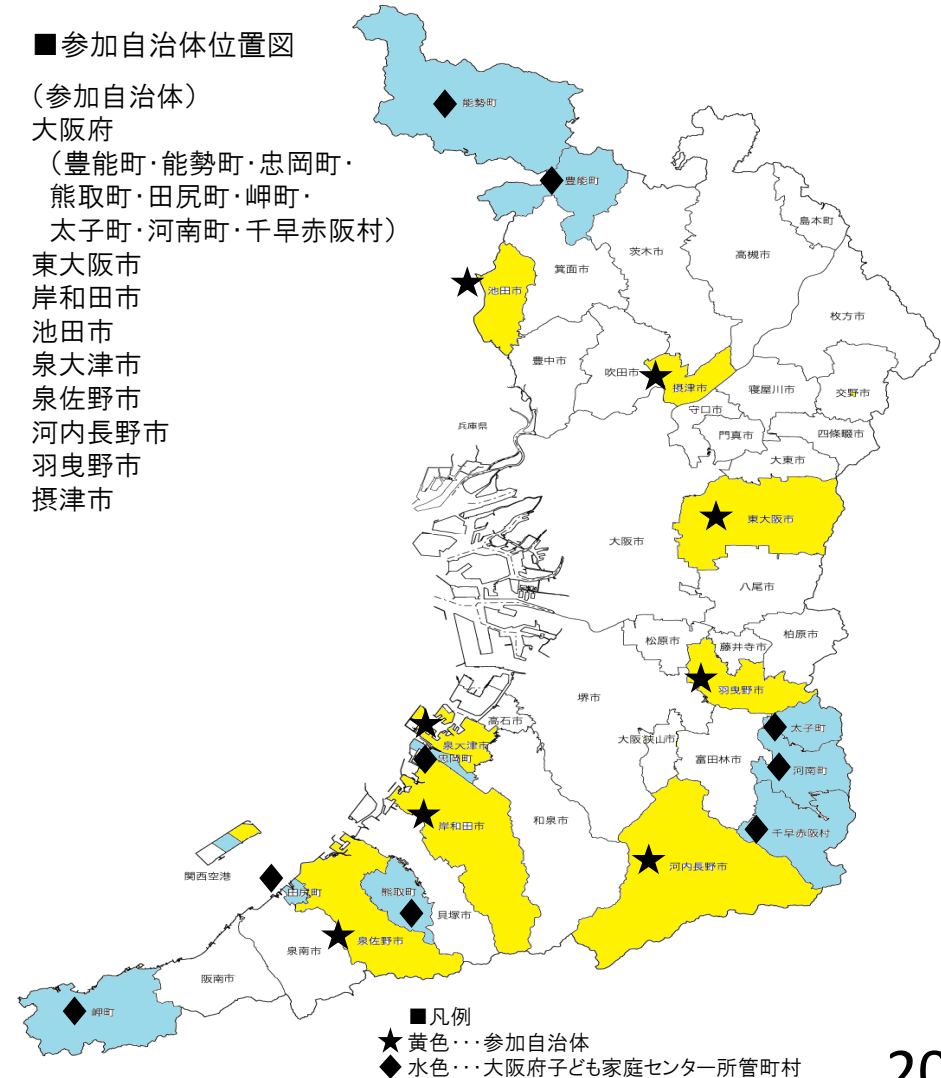 ■参加自治体位置図
(参加自治体)
大阪府
(豊能町・能勢町・忠岡町・
熊取町・田尻町・岬町・
太子町・河南町・千早赤阪村)
東大阪市
岸和田市
池田市
泉大津市
泉佐野市
河内長野市
羽曳野市
摂津市
能勢町
豊能町
島本町
茨木市
高槻市
箕面市
池田市
枚方市
豊中市
吹田市
摂津市
寝屋川市
交野市
守口市
兵庫県
門真市
四條畷市
大東市
東大阪市
大阪市
八尾市
松原市
藤井寺市
柏原市
羽曳野市
堺市
高石市
太子町
泉大津市
大阪狭山市
忠岡町
富田林市
河南町
和泉市
岸和田市
千早赤阪村
河内長野市
関西空港
田尻町
熊取町
貝塚市
泉佐野市
泉南市
阪南市
岬町
■凡例
★黄色・・・参加自治体
◆水色・・・大阪府子ども家庭センター所管町村
20